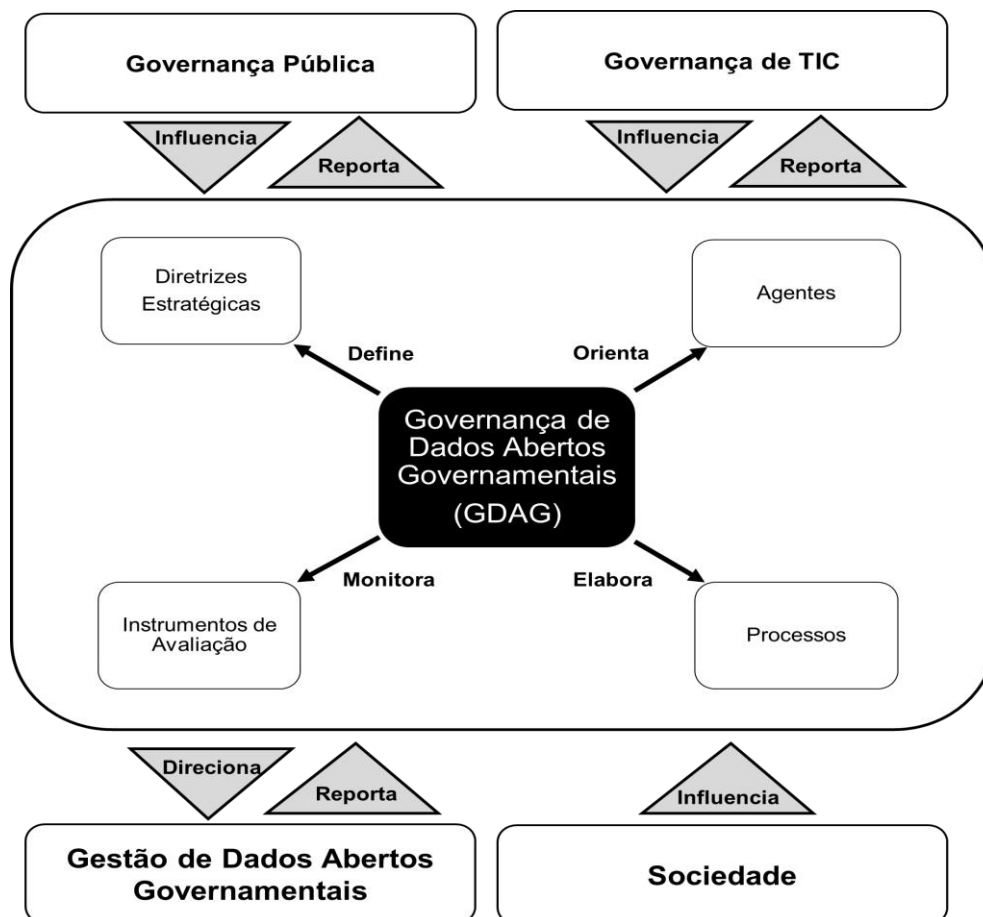 Governança Pública
Governança de TIC
Influencia
Reporta
Influencia
Reporta
Diretrizes
Estratégicas
Agentes
Define
Orienta
Governança de
Dados Abertos
Governamentais
(GDAG)
Monitora
Elabora
Instrumentos de
Avaliação
Processos
Direciona
Reporta
Influencia
Gestão de Dados Abertos
Governamentais
Sociedade